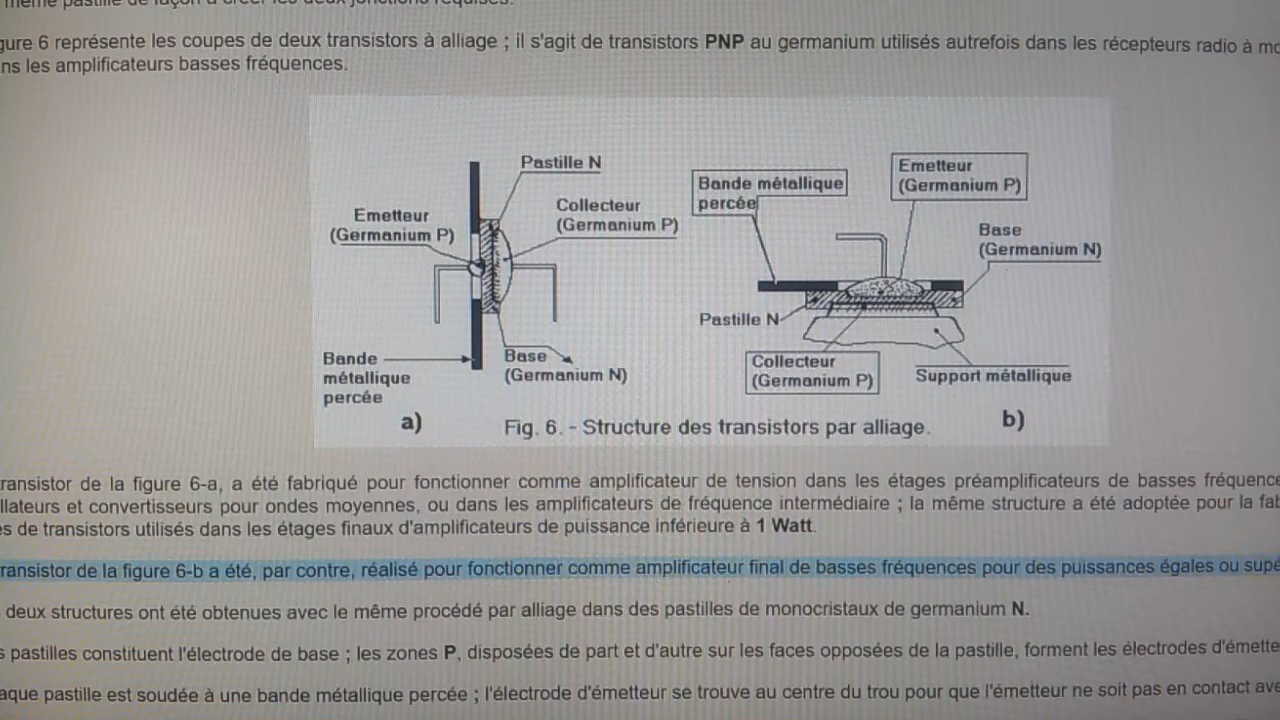 même pastille de façon à créer les deux jonctions requises.
gure 6 représente les coupes de deux transistors à alliage ; il s'agit de transistors PNP au germanium utilisés autrefois dans les récepteurs radio à mo
ns les amplificateurs basses fréquences.
Pastille N
Emetteur
(Germanium P)
Collecteur
(Germanium P)
Bande
métallique
percée
Base
(Germanium N)
a)
Bande métallique
percée
Emetteur
(Germanium P)
Base
(Germanium N)
Pastille N
Collecteur
(Germanium P)
Support métallique
b)
Fig. 6. - Structure des transistors par alliage.
transistor de la figure 6-a, a été fabriqué pour fonctionner comme amplificateur de tension dans les étages préamplificateurs de basses fréquence
llateurs et convertisseurs pour ondes moyennes, ou dans les amplificateurs de fréquence intermédiaire ; la même structure a été adoptée pour la fab
es de transistors utilisés dans les étages finaux d'amplificateurs de puissance inférieure à 1 Watt.
ransistor de la figure 6-b a été, par contre, réalisé pour fonctionner comme amplificateur final de basses fréquences pour des puissances égales ou supé
deux structures ont été obtenues avec le même procédé par alliage dans des pastilles de monocristaux de germanium N.
s pastilles constituent l'électrode de base ; les zones P, disposées de part et d'autre sur les faces opposées de la pastille, forment les électrodes d'émette
aque pastille est soudée à une bande métallique percée ; l'électrode d'émetteur se trouve au centre du trou pour que l'émetteur ne soit pas en contact ave